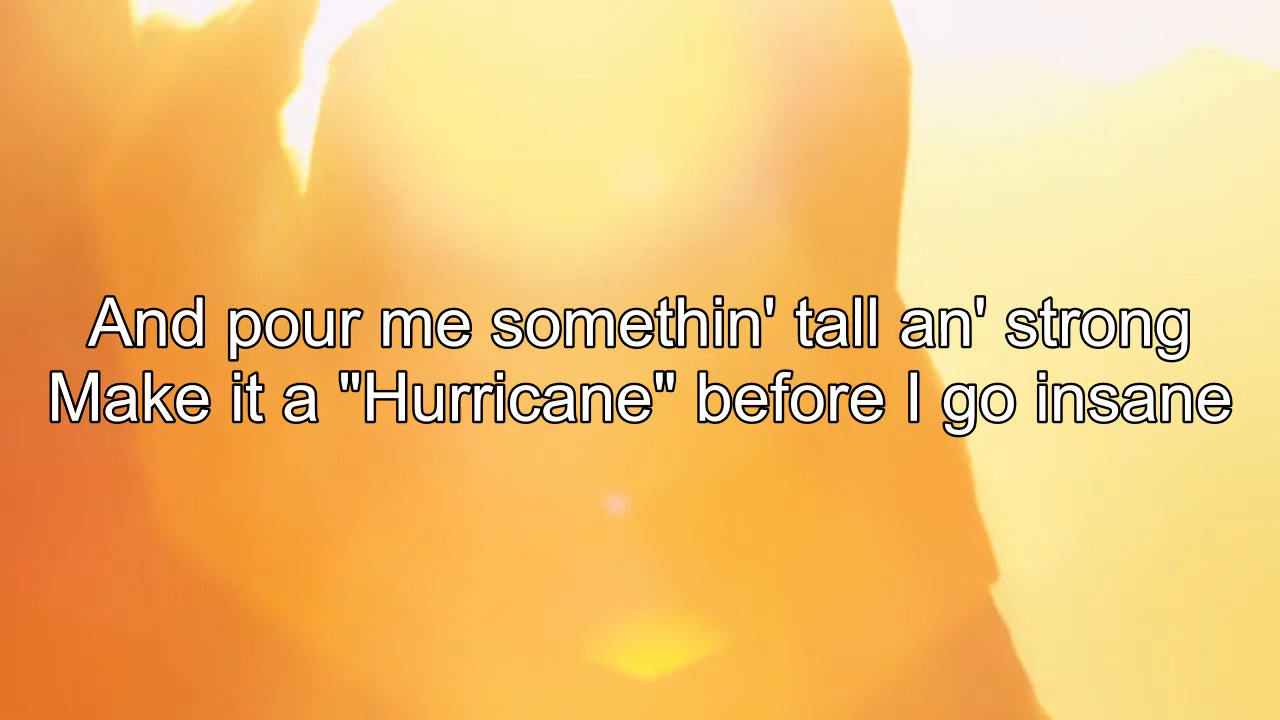 And pour me somethin' tall an' strong
Make it a "Hurricane" before I go insane